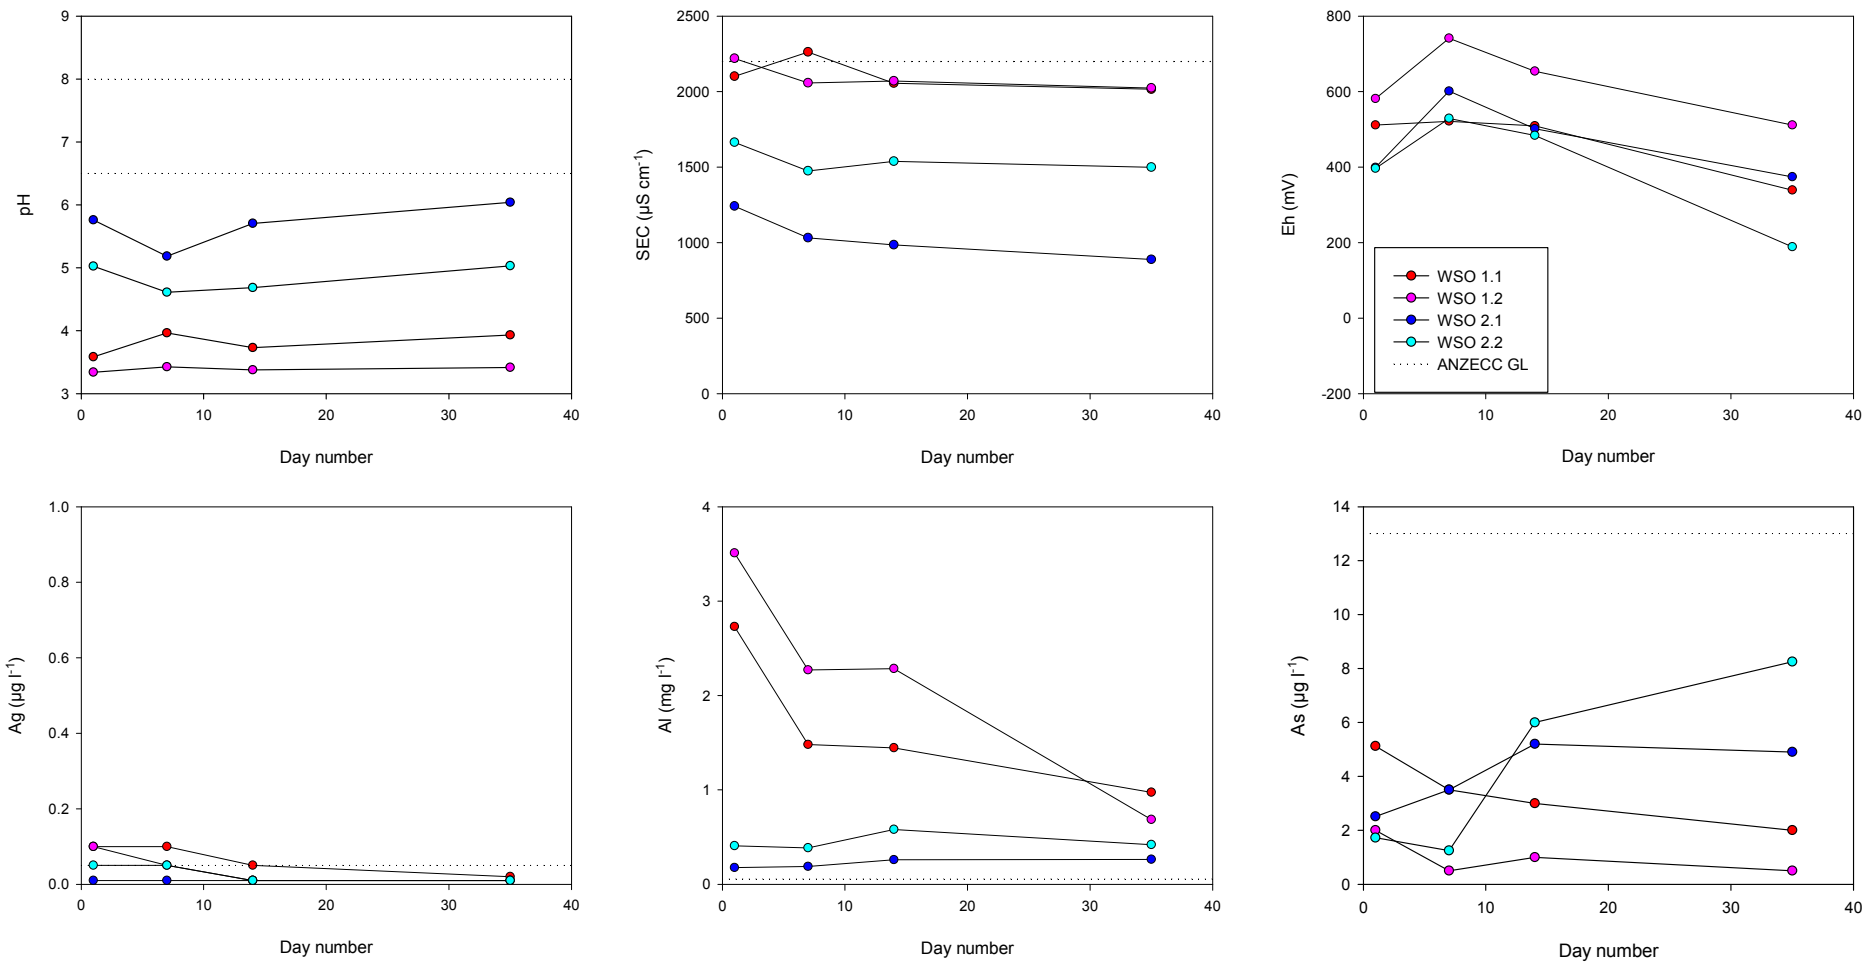 9
8
7
6
5
4
3
pH
0 10 20 30 40
Day number
2500
2000
1500
1000
500
0
SEC (µS cm-1)
0 10 20 30 40
Day number
800
600
400
200
0
-200
Eh (mV)
WSO 1.1
WSO 1.2
WSO 2.1
WSO 2.2
ANZECC GL
0 10 20 30 40
Day number
1.0
0.8
0.6
0.4
0.2
0.0
Ag (µg l-1)
0 10 20 30 40
Day number
4
3
2
1
0
Al (mg l-1)
0 10 20 30 40
Day number
14
12
10
8
6
4
2
0
As (µg l-1)
0 10 20 30 40
Day number